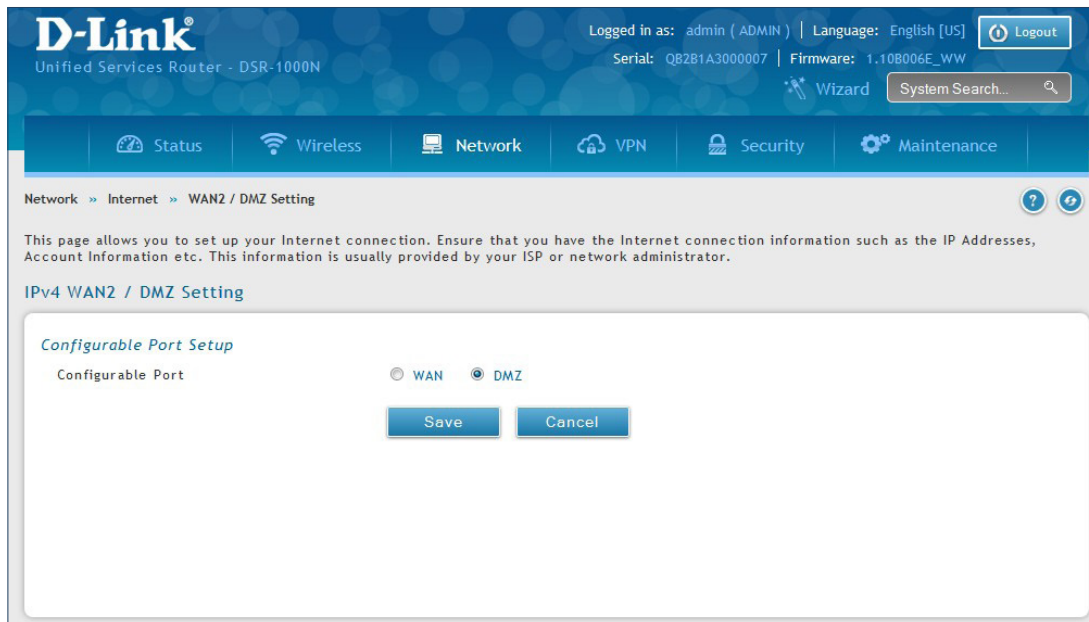 D-Link®
Unified Services Router - DSR-1000N
Logged in as: admin ( ADMIN ) | Language: English [US]
Logout
Serial: QB2B1A3000007 | Firmware: 1.10B006E_WW
Wizard
System Search...
Status
Wireless
Network
VPN
Security
Maintenance
Network » Internet » WAN2 / DMZ Setting
?
This page allows you to set up your Internet connection. Ensure that you have the Internet connection information such as the IP Addresses,
Account Information etc. This information is usually provided by your ISP or network administrator.
IPv4 WAN2 / DMZ Setting
Configurable Port Setup
Configurable Port WAN DMZ
Save Cancel